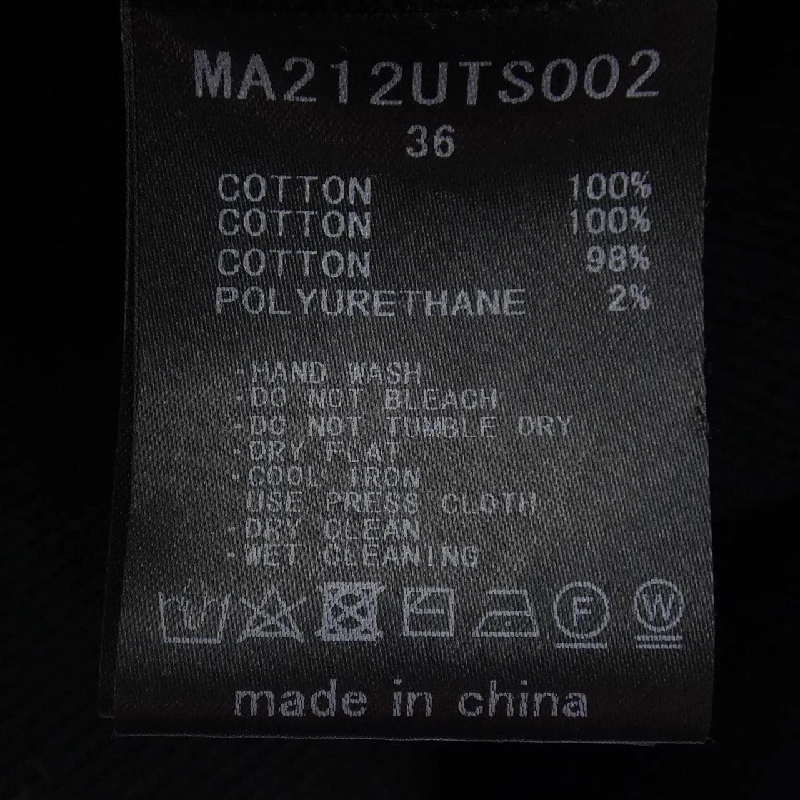 MA212UTS002
36
COTTON 100%
COTTON 100%
COTTON 98%
POLYURETHANE 2%
·HAND WASH
·DO NOT BLEACH
·DO NOT TUMBLE DRY
·DRY FLAT
·COOL IRON
USE PRESS CLOTH
·DRY CLEAN
·WET CLEANING
F W
made in china